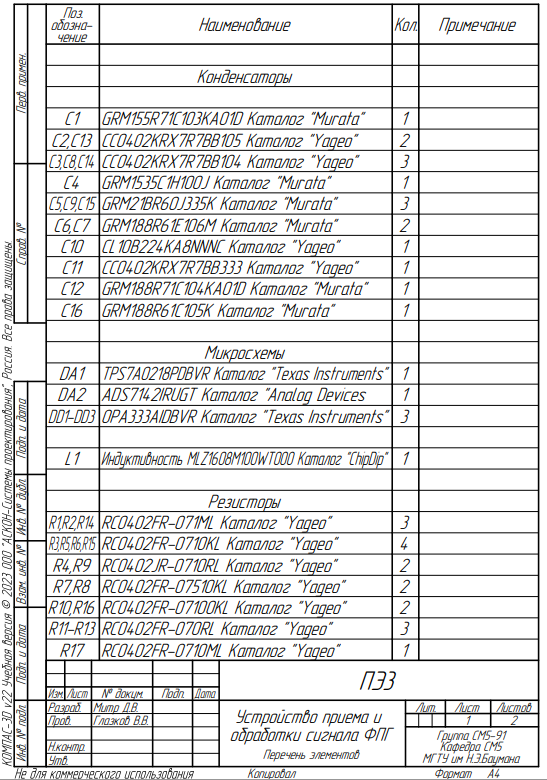 Поз. обозна-чение Наименование Кол. Примечание
Конденсаторы
C1 GRM155R71C103KA01D Каталог "Murata" 1
C2,C13 CC0402KRX7R7BB105 Каталог "Yageo" 2
C3,C8,C14 CC0402KRX7R7BB104 Каталог "Yageo" 3
C4 GRM1535C1H100J Каталог "Murata" 1
C5,C9,C15 GRM21BR60J335K Каталог "Murata" 3
C6,C7 GRM188R61E106M Каталог "Murata" 2
C10 CL10B224KA8NNNC Каталог "Yageo" 1
C11 CC0402KRX7R7BB333 Каталог "Yageo" 1
C12 GRM188R71C104KA01D Каталог "Murata" 1
C16 GRM188R61C105K Каталог "Murata" 1
Микросхемы
DA1 TPS7A0218PDBVR Каталог "Texas Instruments" 1
DA2 ADS7142IRUGT Каталог "Analog Devices 1
DD1-DD3 OPA333AIDBVR Каталог "Texas Instruments" 3
L1 Индуктивность MLZ1608M100WT000 Каталог "ChipDip" 1
Резисторы
R1,R2,R14 RC0402FR-071ML Каталог "Yageo" 3
R3,R5,R6,R15 RC0402FR-0710KL Каталог "Yageo" 4
R4,R9 RC0402JR-0710RL Каталог "Yageo" 2
R7,R8 RC0402FR-07510KL Каталог "Yageo" 2
R10,R16 RC0402FR-07100KL Каталог "Yageo" 2
R11-R13 RC0402FR-070RL Каталог "Yageo" 3
R17 RC0402FR-0710ML Каталог "Yageo" 1
Перв. примен.
Справ. №
Подп. и дата
Инв. № дубл.
Взам. инв. №
Подп. и дата
Инв. № подл.
КОМПАС-3D v22 Учебная версия © 2023 ООО "АСКОН-Системы проектирования". Россия. Все права защищены.
ПЭ3
Изм. Лист № докум. Подп. Дата
Разраб. Митр Д.В.
Пров. Глазков В.В.
Н.контр.
Утв.
Устройство приема и
обработки сигнала ФПГ
Перечень элементов
Лит. Лист Листов
1 2
Группа СМ5-91
Кафедра СМ5
МГТУ им Н.Э.Баумана
Не для коммерческого использования Копировал Формат A4